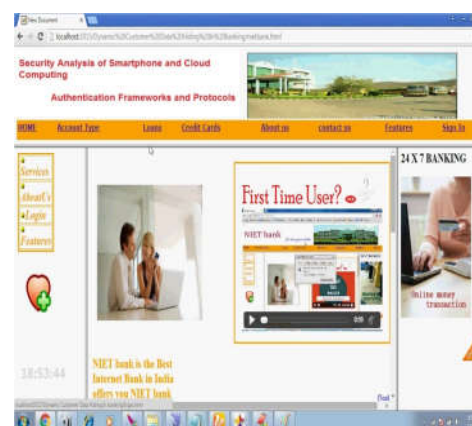 New Document
Security Analysis of Smartphone and Cloud
Computing
Authentication Frameworks and Protocols
HOME
Account Type
Loans
Credit Cards
About us
contact us
Features
Sign In
Services
AboutUs
Login
Features
First Time User?
NIET bank
24 X 7 BANKING
Online money
transaction
18:53:44
NIET bank is the Best
Internet Bank in India
offers you NIET bank